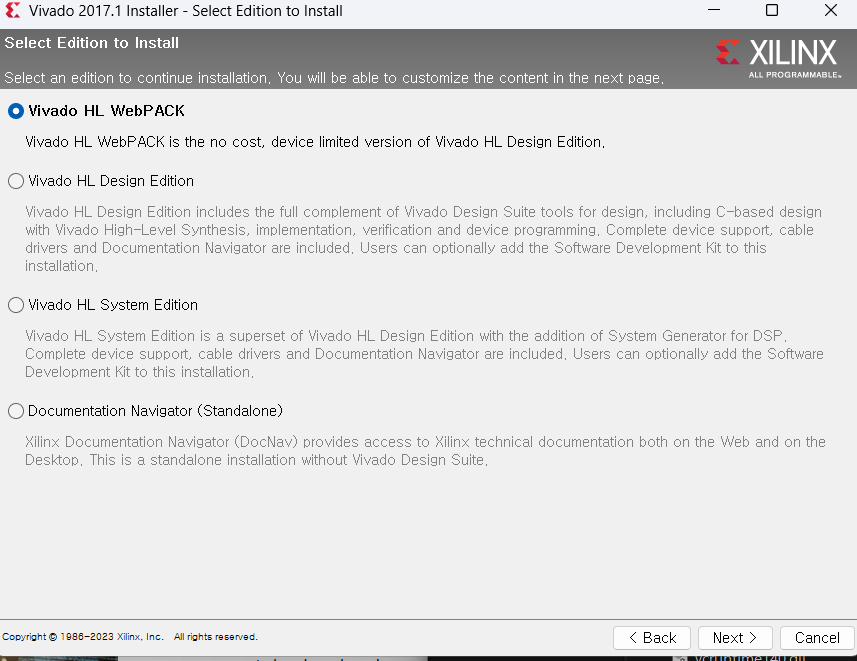 Vivado 2017.1 Installer - Select Edition to Install
Select Edition to Install
XILINX
ALL PROGRAMMABLE™
Select an edition to continue installation. You will be able to customize the content in the next page.
Vivado HL WebPACK
Vivado HL WebPACK is the no cost, device limited version of Vivado HL Design Edition.
Vivado HL Design Edition
Vivado HL Design Edition includes the full complement of Vivado Design Suite tools for design, including C-based design
with Vivado High-Level Synthesis, implementation, verification and device programming. Complete device support, cable
drivers and Documentation Navigator are included. Users can optionally add the Software Development Kit to this
installation.
Vivado HL System Edition
Vivado HL System Edition is a superset of Vivado HL Design Edition with the addition of System Generator for DSP.
Complete device support, cable drivers and Documentation Navigator are included. Users can optionally add the Software
Development Kit to this installation.
Documentation Navigator (Standalone)
Xilinx Documentation Navigator (DocNav) provides access to Xilinx technical documentation both on the Web and on the
Desktop. This is a standalone installation without Vivado Design Suite.
Copyright © 1986-2023 Xilinx, Inc. All rights reserved.
< Back
Next >
Cancel
vcruntime140.dll